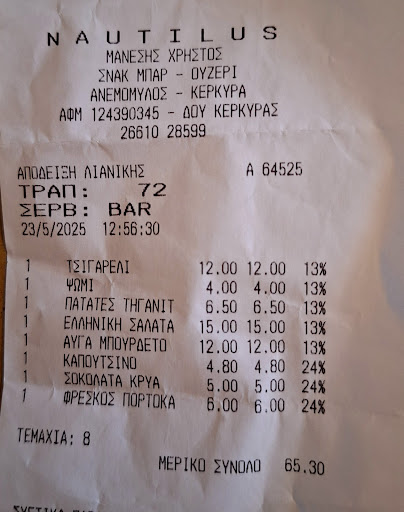 NAUTILUS
ΜΑΝΕΣΗΣ ΧΡΗΣΤΟΣ
ΣΝΑΚ ΜΠΑΡ - ΟΥΖΕΡΙ
ΑΝΕΜΟΜΥΛΟΣ - ΚΕΡΚΥΡΑ
ΑΦΜ 124390345 - ΔΟΥ ΚΕΡΚΥΡΑΣ
26610 28599
ΑΠΟΔΕΙΞΗ ΛΙΑΝΙΚΗΣ Α 64525
ΤΡΑΠ: 72
ΣΕΡΒ: BAR
23/5/2025 12:56:30
1 ΤΣΙΓΑΡΕΛΙ 12.00 12.00 13%
1 ΨΩΜΙ 4.00 4.00 13%
1 ΠΑΤΑΤΕΣ ΤΗΓΑΝΙΤ 6.50 6.50 13%
1 ΕΛΛΗΝΙΚΗ ΣΑΛΑΤΑ 15.00 15.00 13%
1 ΑΥΓΑ ΜΠΟΥΡΔΕΤΟ 12.00 12.00 13%
1 ΚΑΠΟΥΤΣΙΝΟ 4.80 4.80 24%
1 ΣΟΚΟΛΑΤΑ ΚΡΥΑ 5.00 5.00 24%
1 ΦΡΕΣΚΟΣ ΠΟΡΤΟΚΑ 6.00 6.00 24%
ΤΕΜΑΧΙΑ: 8
ΜΕΡΙΚΟ ΣΥΝΟΛΟ 65.30